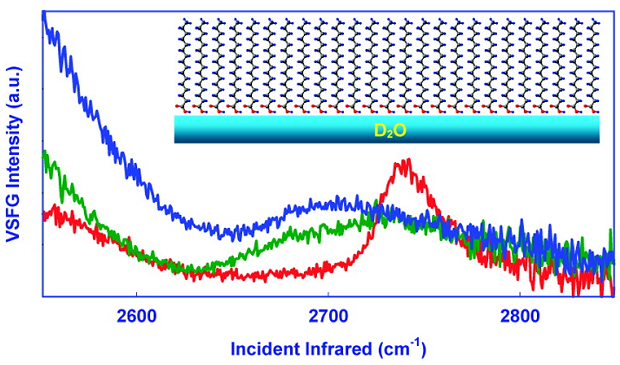 VSFG Intensity (a.u.)
D₂O
2600
2700
2800
Incident Infrared (cm⁻¹)